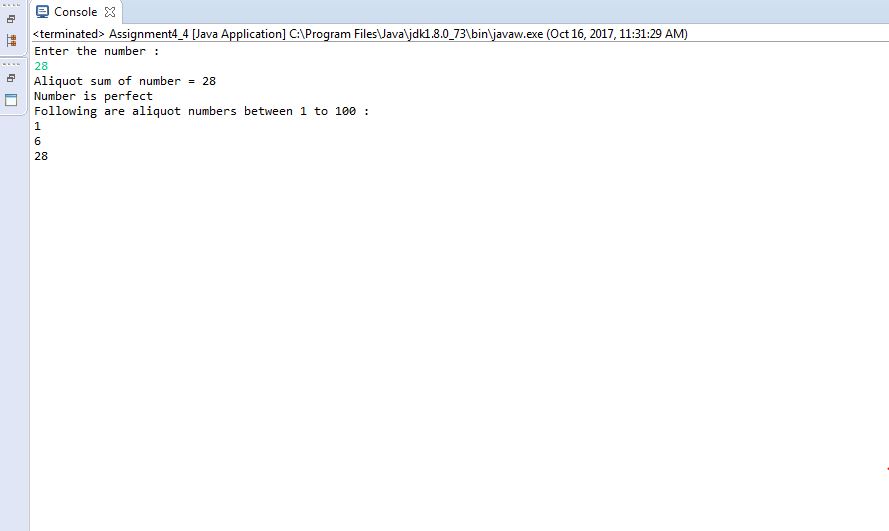 Console
<terminated> Assignment4_4 [Java Application] C:\Program Files\Java\jdk1.8.0_73\bin\javaw.exe (Oct 16, 2017, 11:31:29 AM)
Enter the number :
28
Aliquot sum of number = 28
Number is perfect
Following are aliquot numbers between 1 to 100 :
1
6
28